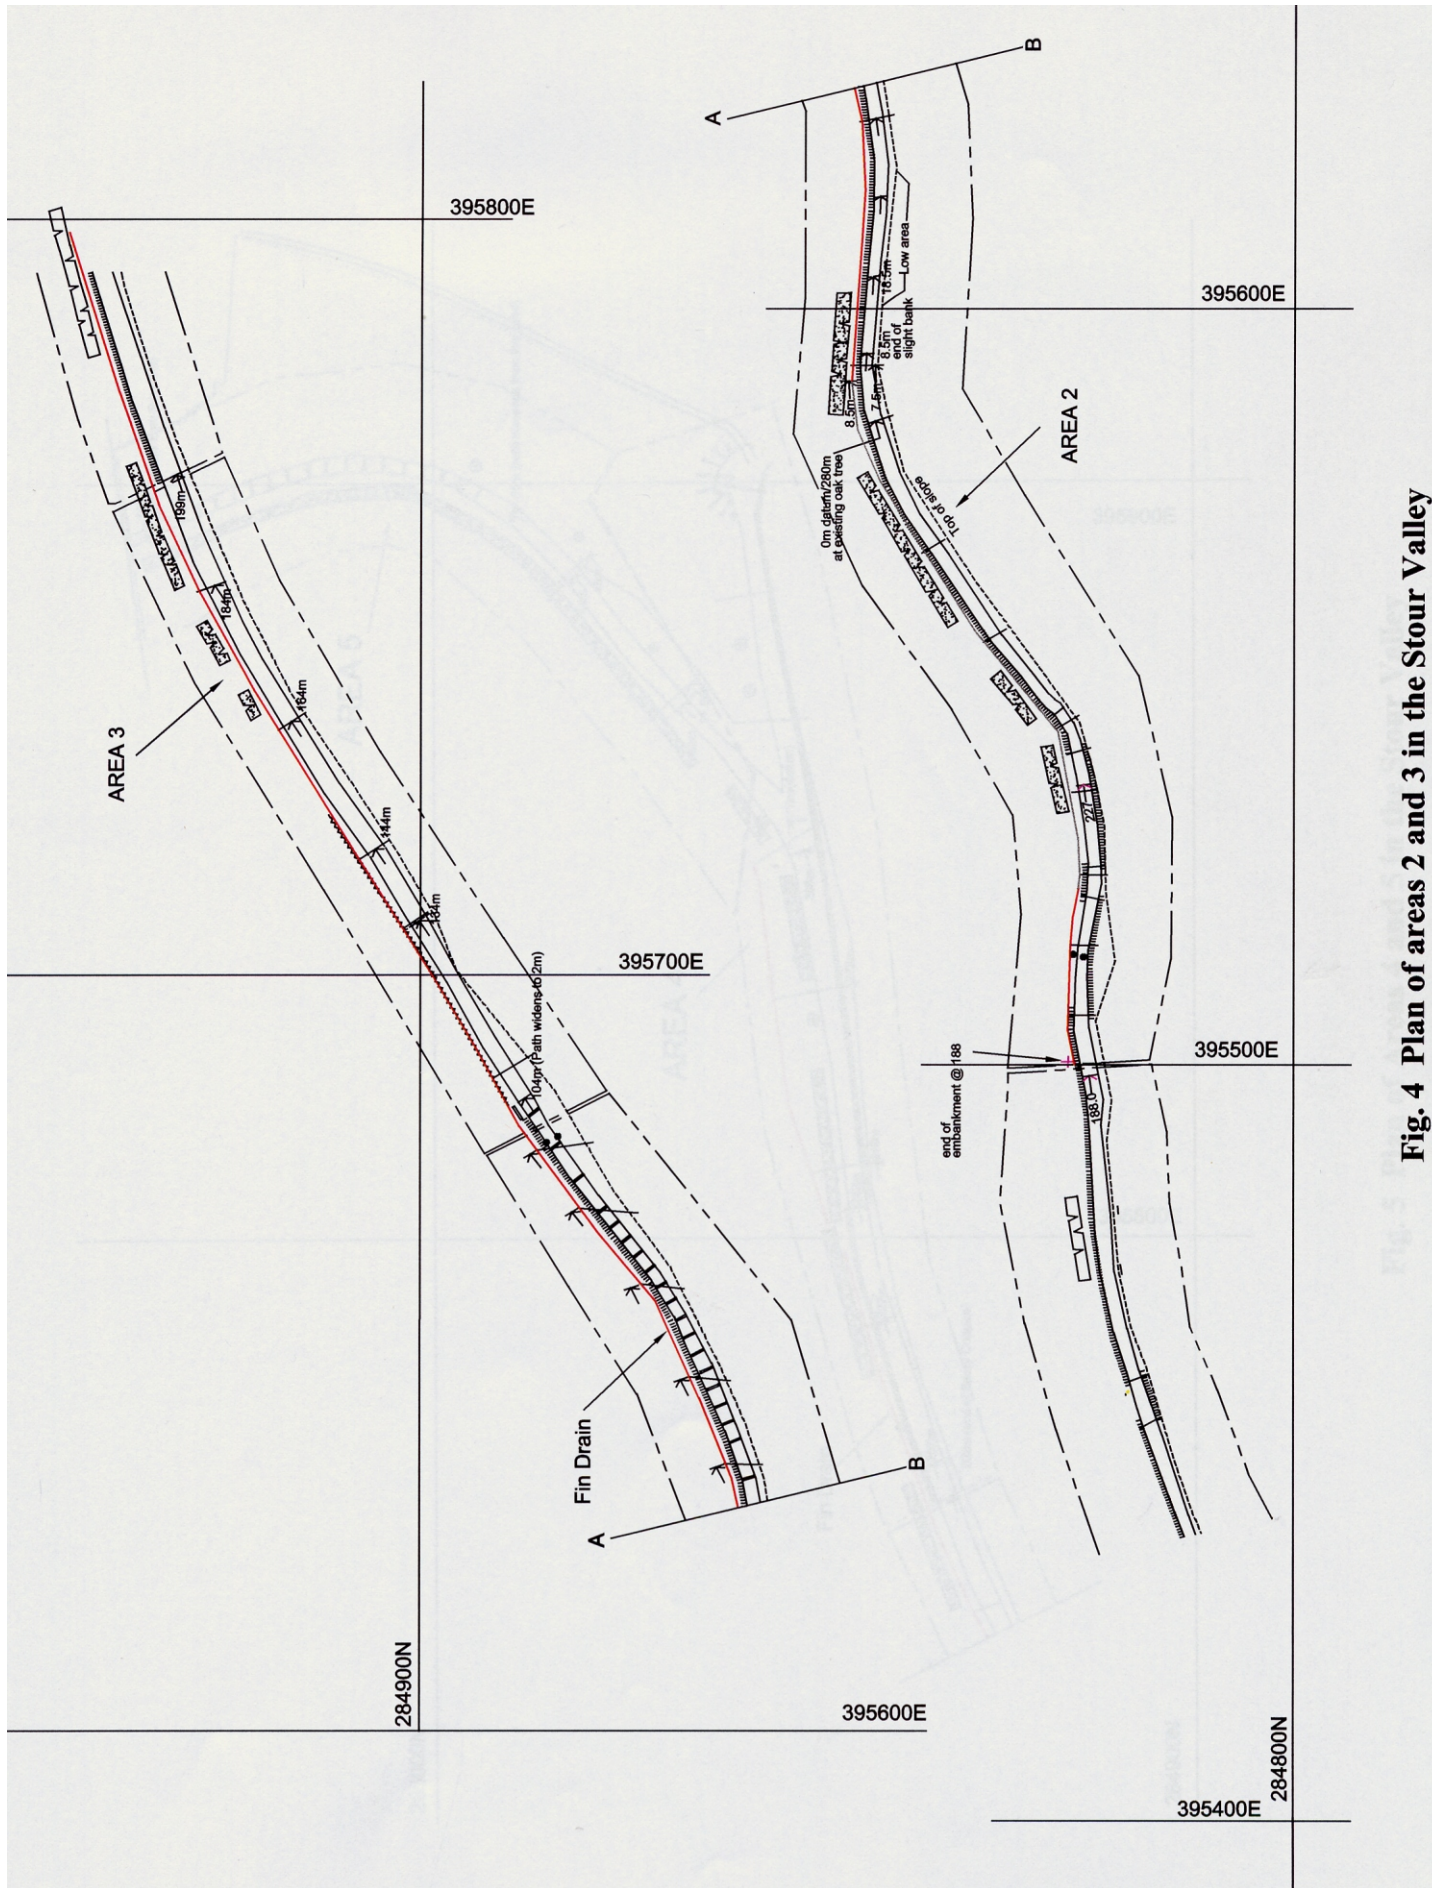 395800E
AREA 3
199m
184m
164m
144m
134m
395700E
104m (Path widens to 2m)
Fin Drain
A
B
284900N
395600E
A
B
Low area
18.5m
395600E
8.5m
end of
slight bank
8.5m
7.5m
0m datum/280m
at existing oak tree
Top of slope
AREA 2
227
395500E
end of
embankment @ 188
188.0
284800N
395400E
Fig. 4 Plan of areas 2 and 3 in the Stour Valley